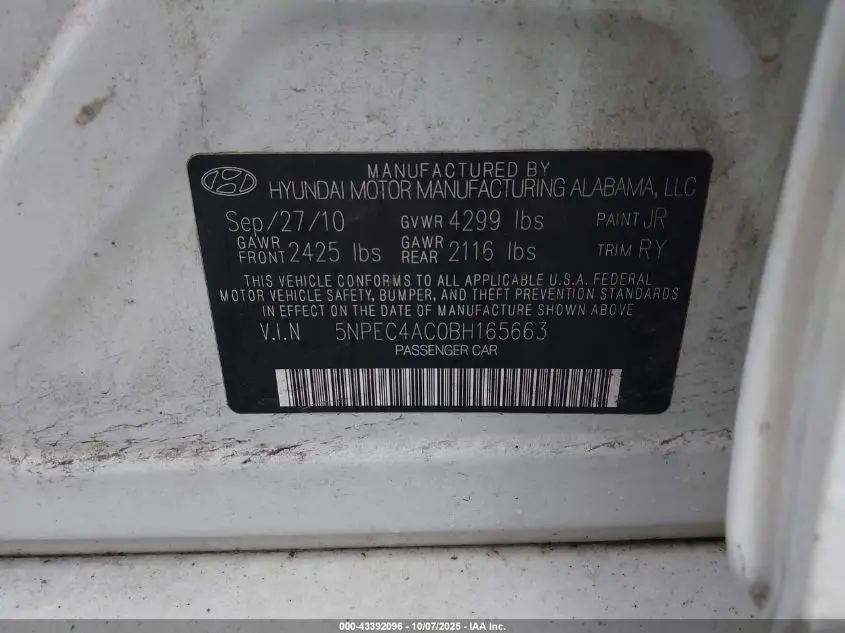 MANUFACTURED BY
HYUNDAI MOTOR MANUFACTURING ALABAMA, LLC
Sep/27/10 GVWR 4299 lbs PAINT JR
GAWR FRONT 2425 lbs GAWR REAR 2116 lbs TRIM RY
THIS VEHICLE CONFORMS TO ALL APPLICABLE U.S.A. FEDERAL
MOTOR VEHICLE SAFETY, BUMPER, AND THEFT PREVENTION STANDARDS
IN EFFECT ON THE DATE OF MANUFACTURE SHOWN ABOVE
V.I.N 5NPEC4AC0BH165663
PASSENGER CAR
000-43392096 - 10/07/2025 - IAA Inc.